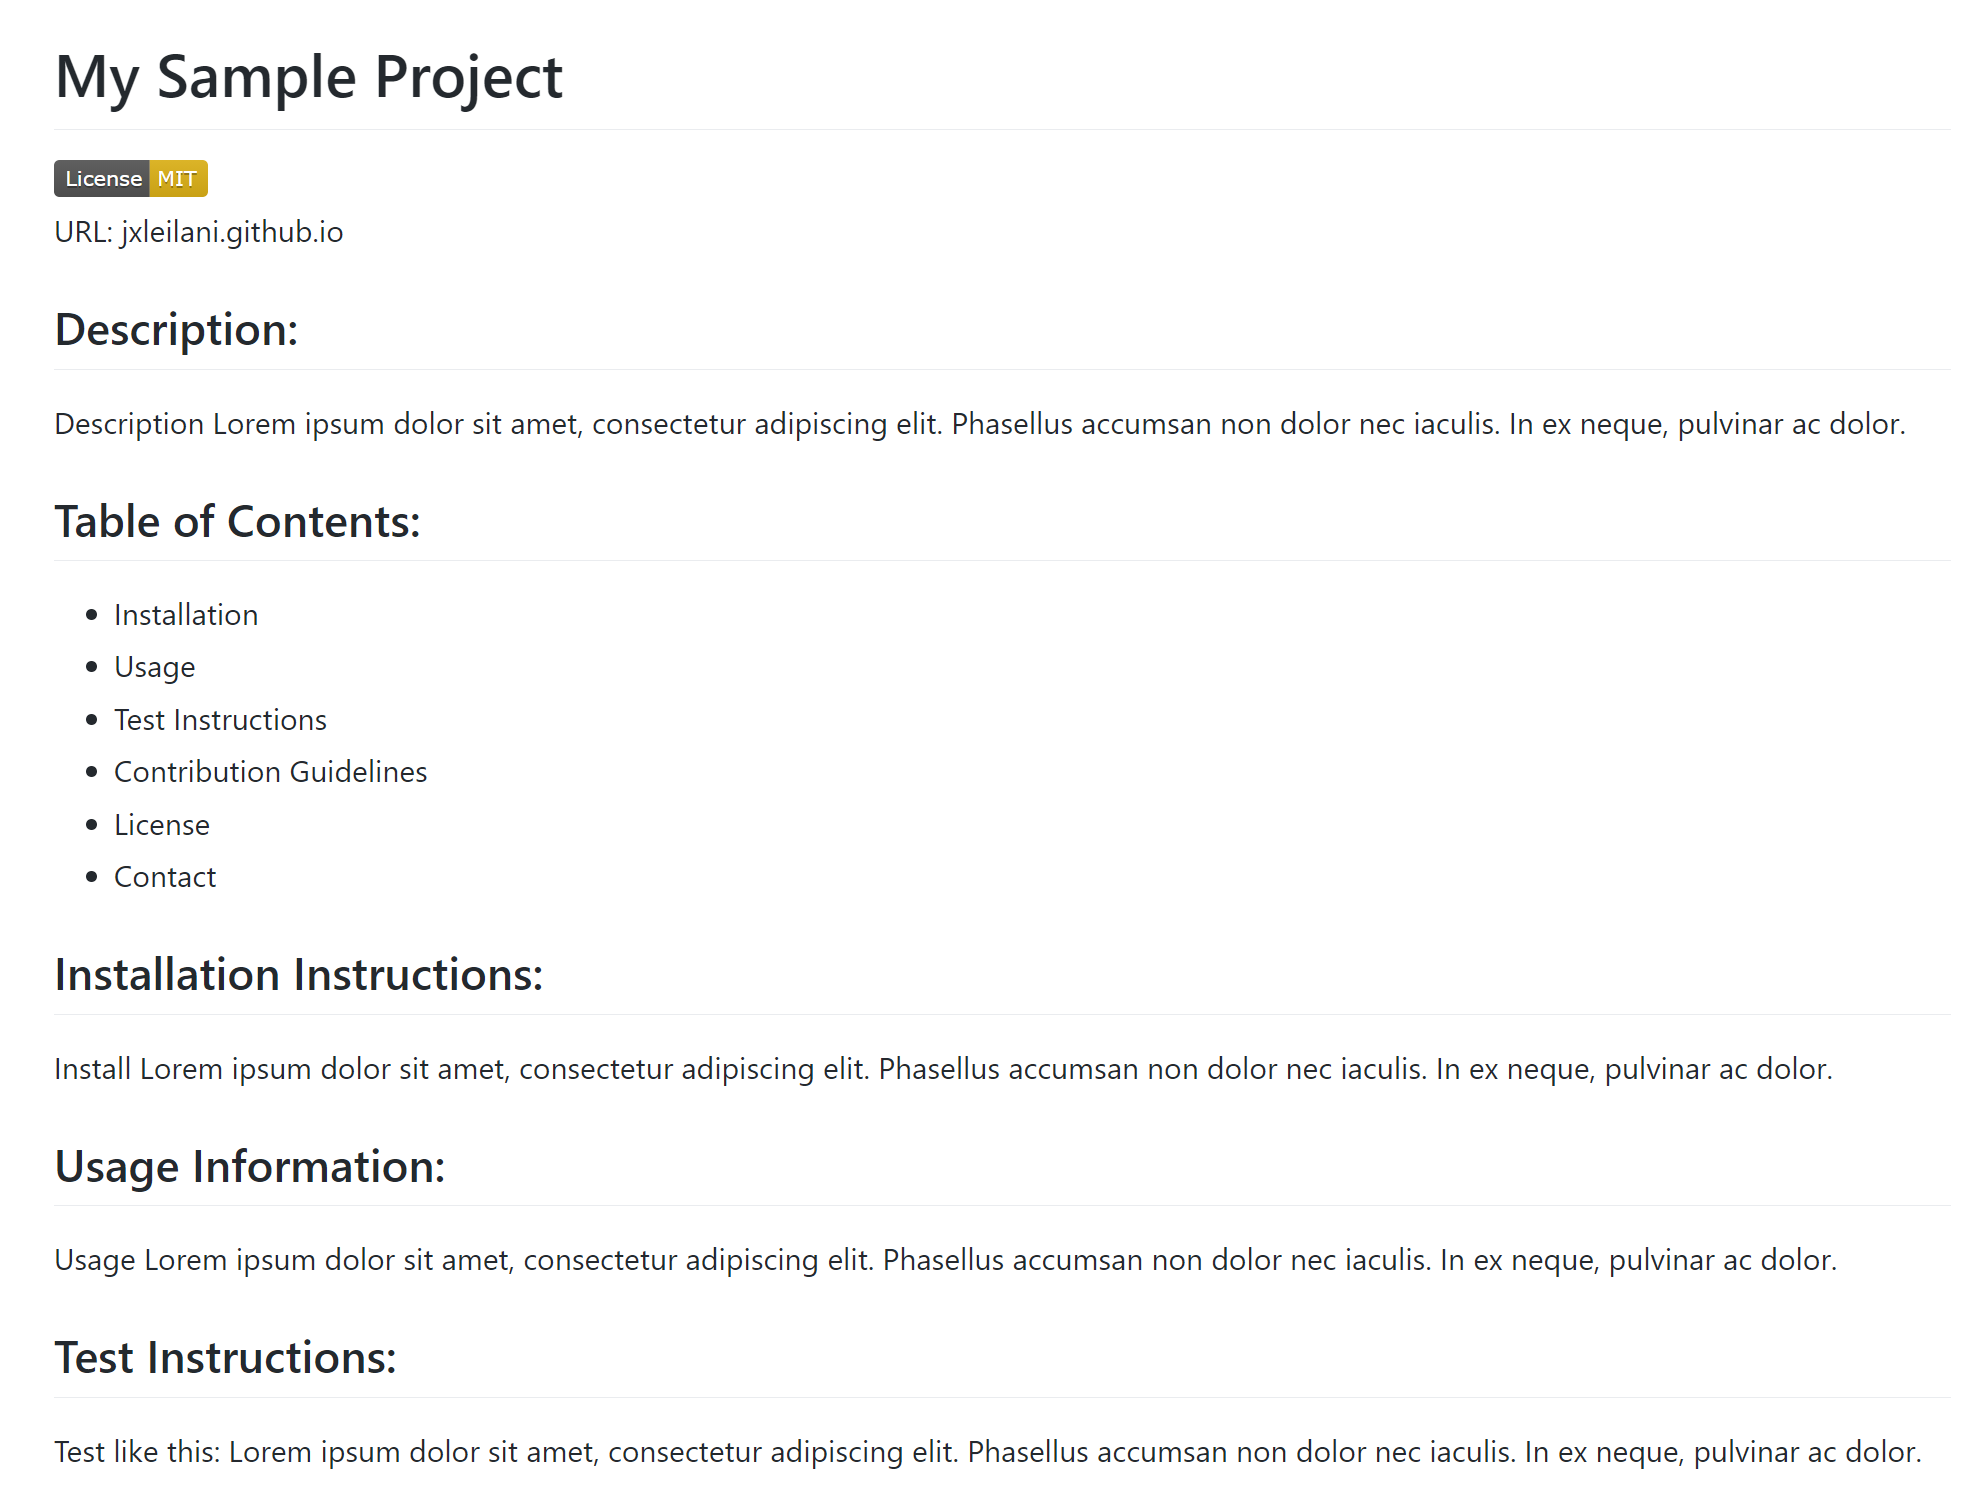 My Sample Project
License MIT
URL: jxleilani.github.io
Description:
Description Lorem ipsum dolor sit amet, consectetur adipiscing elit. Phasellus accumsan non dolor nec iaculis. In ex neque, pulvinar ac dolor.
Table of Contents:
Installation
Usage
Test Instructions
Contribution Guidelines
License
Contact
Installation Instructions:
Install Lorem ipsum dolor sit amet, consectetur adipiscing elit. Phasellus accumsan non dolor nec iaculis. In ex neque, pulvinar ac dolor.
Usage Information:
Usage Lorem ipsum dolor sit amet, consectetur adipiscing elit. Phasellus accumsan non dolor nec iaculis. In ex neque, pulvinar ac dolor.
Test Instructions:
Test like this: Lorem ipsum dolor sit amet, consectetur adipiscing elit. Phasellus accumsan non dolor nec iaculis. In ex neque, pulvinar ac dolor.